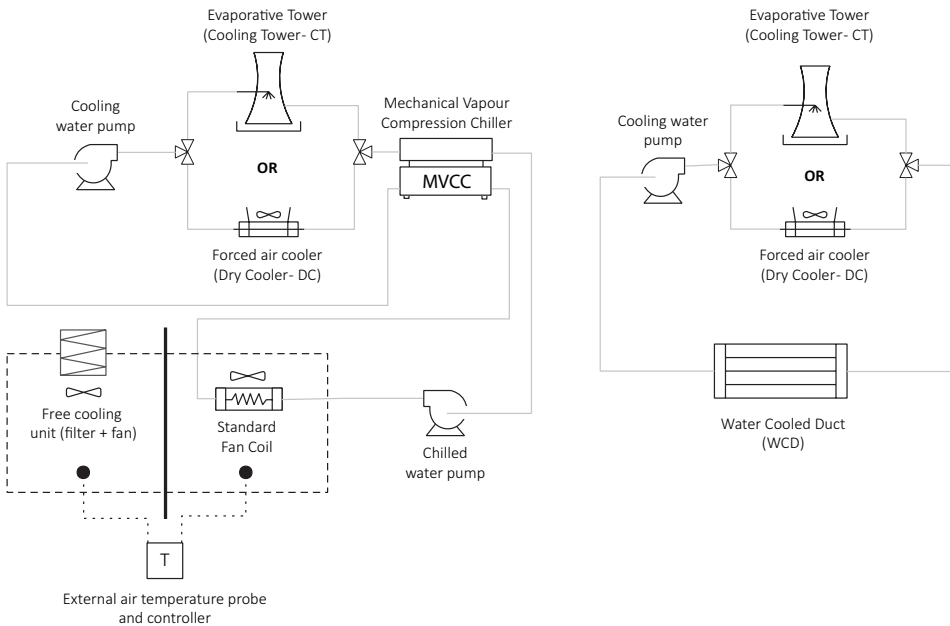 Evaporative Tower
(Cooling Tower- CT)
Cooling
water pump
Mechanical Vapour
Compression Chiller
OR
MVCC
Forced air cooler
(Dry Cooler- DC)
Free cooling
unit (filter + fan)
Standard
Fan Coil
Chilled
water pump
T
External air temperature probe
and controller
Evaporative Tower
(Cooling Tower- CT)
Cooling water
pump
OR
Forced air cooler
(Dry Cooler- DC)
Water Cooled Duct
(WCD)